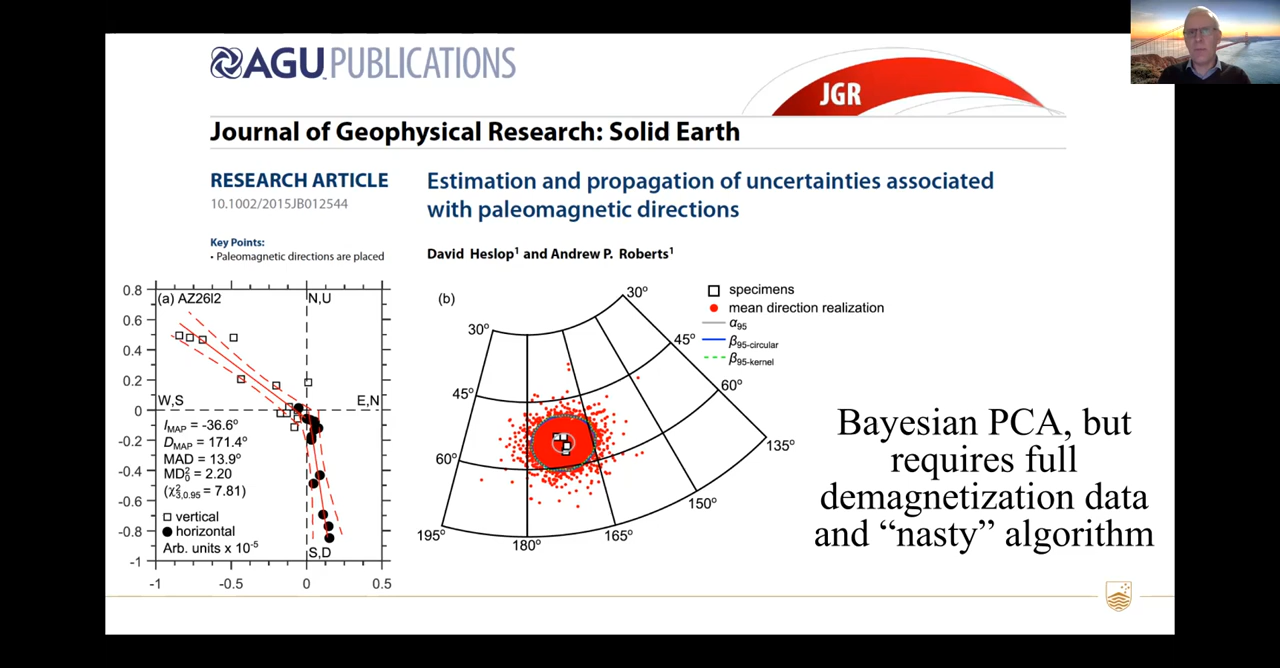 AGU PUBLICATIONS
JGR
Journal of Geophysical Research: Solid Earth
RESEARCH ARTICLE
10.1002/2015JB012544
Key Points:
• Paleomagnetic directions are placed
Estimation and propagation of uncertainties associated
with paleomagnetic directions
David Heslop¹ and Andrew P. Roberts¹
(a) AZ26I2
N,U
W,S
E,N
S,D
0.8
0.6
0.4
0.2
0
-0.2
-0.4
-0.6
-0.8
-1
-1
-0.5
0
0.5
I_MAP = -36.6°
D_MAP = 171.4°
MAD = 13.9°
MD²₀ = 2.20
(χ²₃,₀.₉₅ = 7.81)
vertical
horizontal
Arb. units x 10⁻⁵
(b)
30°
30°
45°
45°
60°
60°
135°
150°
165°
180°
195°
specimens
mean direction realization
α₉₅
β₉₅-circular
β₉₅-kernel
Bayesian PCA, but
requires full
demagnetization data
and “nasty” algorithm